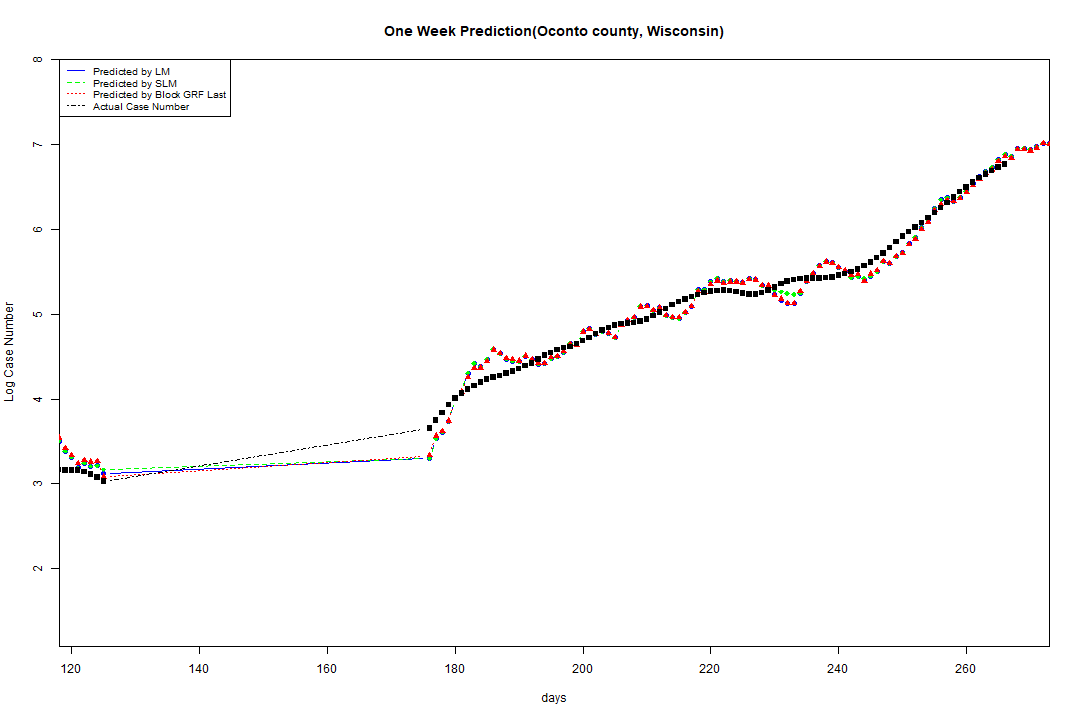 One Week Prediction(Oconto county, Wisconsin)
Predicted by LM
Predicted by SLM
Predicted by Block GRF Last
Actual Case Number
Log Case Number
8
7
6
5
4
3
2
120 140 160 180 200 220 240 260
days